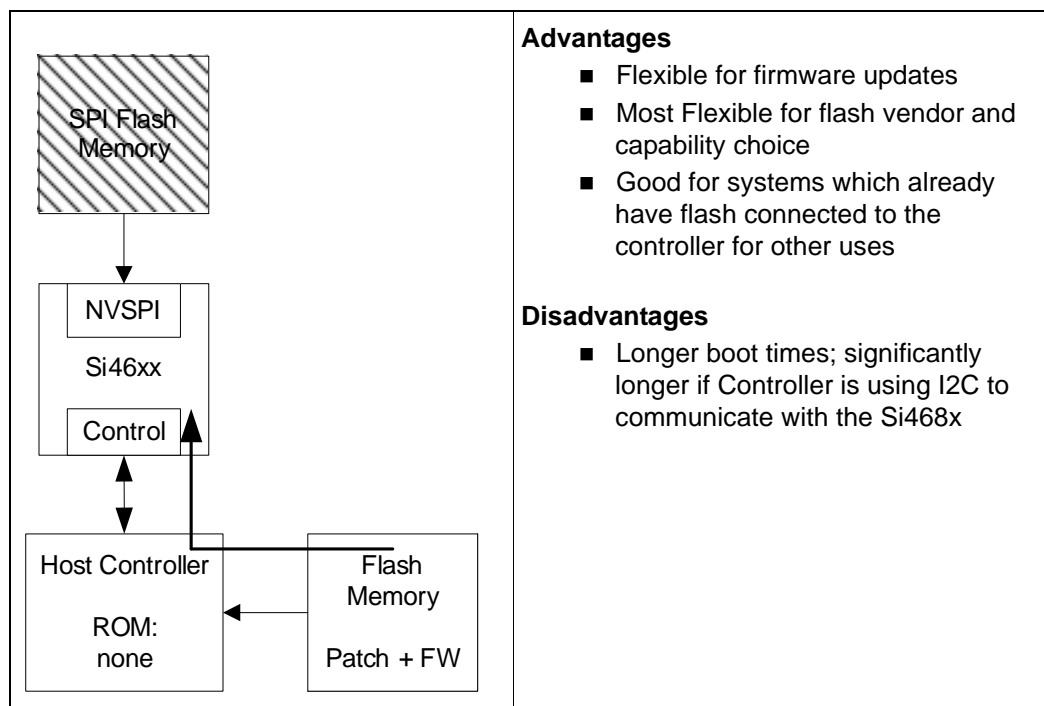 SPI Flash
Memory
NVSPI
Si46xx
Control
Host Controller
ROM:
none
Flash
Memory
Patch + FW
Advantages
■ Flexible for firmware updates
■ Most Flexible for flash vendor and
capability choice
■ Good for systems which already
have flash connected to the
controller for other uses
Disadvantages
■ Longer boot times; significantly
longer if Controller is using I2C to
communicate with the Si468x